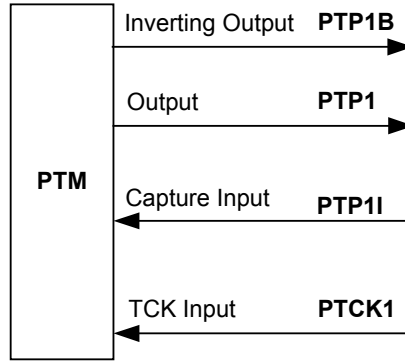 Inverting Output PTP1B
Output PTP1
PTM
Capture Input PTP1I
TCK Input PTCK1